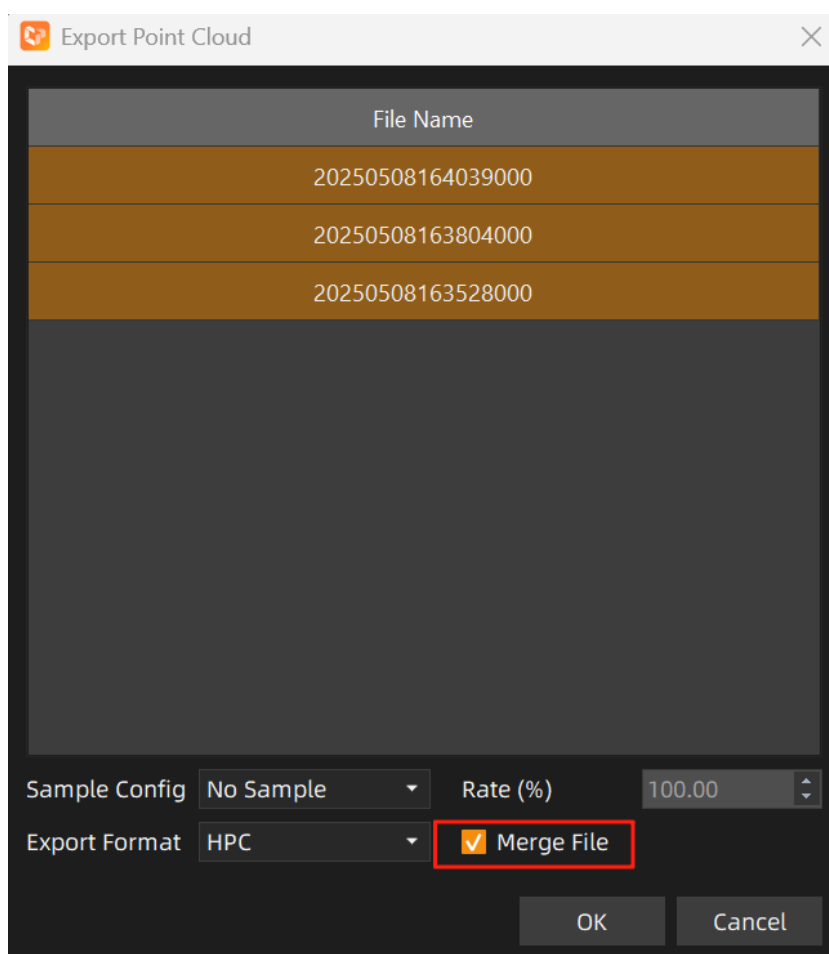 Export Point Cloud
File Name
20250508164039000
20250508163804000
20250508163528000
Sample Config No Sample Rate (%) 100.00
Export Format HPC Merge File
OK Cancel